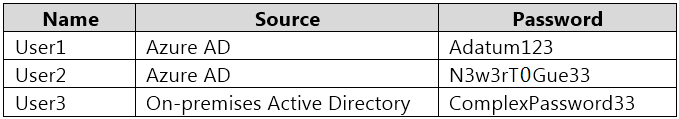 Name Source Password
User1 Azure AD Adatum123
User2 Azure AD N3w3rT0Gue33
User3 On-premises Active Directory ComplexPassword33